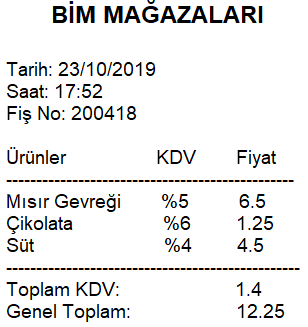 BİM MAĞAZALARI
Tarih: 23/10/2019
Saat: 17:52
Fiş No: 200418
Ürünler KDV Fiyat
------------------------------------------------
Mısır Gevreği %5 6.5
Çikolata %6 1.25
Süt %4 4.5
------------------------------------------------
Toplam KDV: 1.4
Genel Toplam: 12.25